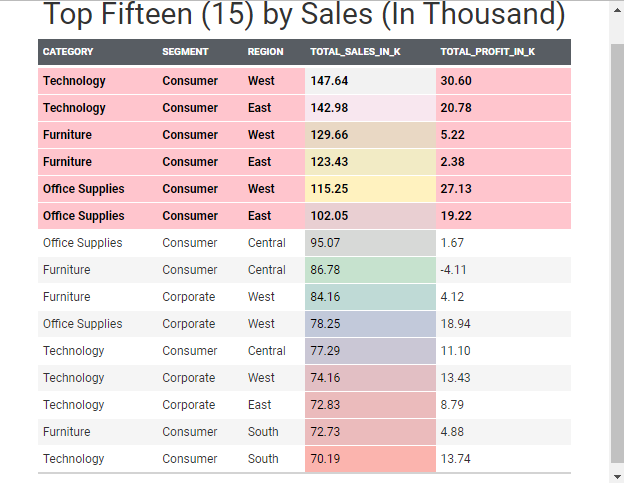 Top Fifteen (15) by Sales (In Thousand)
CATEGORY SEGMENT REGION TOTAL_SALES_IN_K TOTAL_PROFIT_IN_K
Technology Consumer West 147.64 30.60
Technology Consumer East 142.98 20.78
Furniture Consumer West 129.66 5.22
Furniture Consumer East 123.43 2.38
Office Supplies Consumer West 115.25 27.13
Office Supplies Consumer East 102.05 19.22
Office Supplies Consumer Central 95.07 1.67
Furniture Consumer Central 86.78 -4.11
Furniture Corporate West 84.16 4.12
Office Supplies Corporate West 78.25 18.94
Technology Consumer Central 77.29 11.10
Technology Corporate West 74.16 13.43
Technology Corporate East 72.83 8.79
Furniture Consumer South 72.73 4.88
Technology Consumer South 70.19 13.74